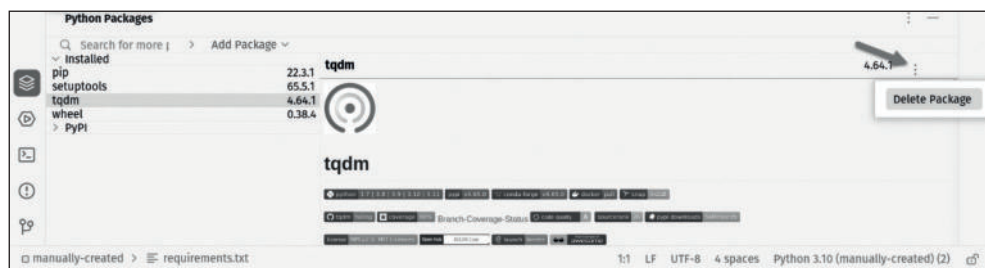 Python Packages
Search for more p > Add Package
Installed
pip 22.3.1
setuptools 65.5.1
tqdm 4.64.1
wheel 0.38.4
> PyPI
tqdm 4.64.1
Delete Package
tqdm
Branch-Coverage-Status
manually-created > requirements.txt
1:1 LF UTF-8 4 spaces Python 3.10 (manually-created) (2)